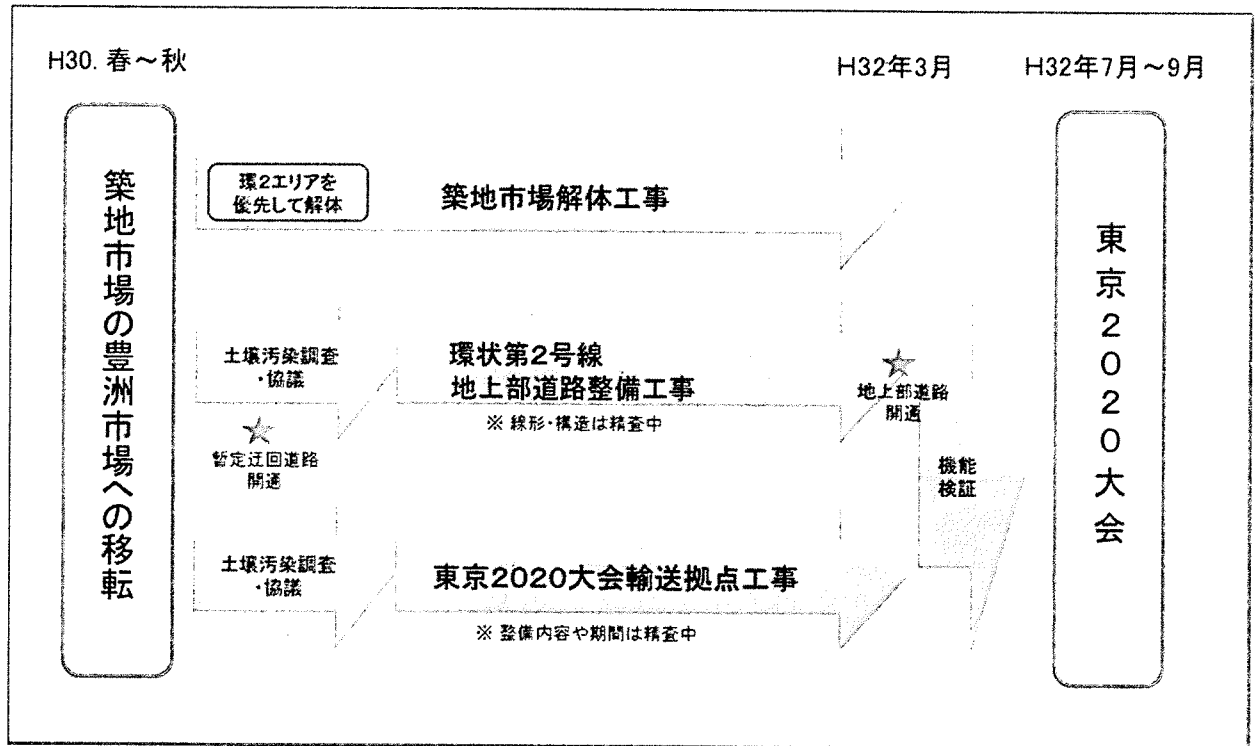 H30. 春～秋
H32年3月
H32年7月～9月
築地市場の豊洲市場への移転
環2エリアを
優先して解体
築地市場解体工事
土壌汚染調査
・協議
環状第2号線
地上部道路整備工事
※ 線形・構造は精査中
★
暫定迂回道路
開通
★
地上部道路
開通
機能
検証
土壌汚染調査
・協議
東京2020大会輸送拠点工事
※ 整備内容や期間は精査中
東京2020大会